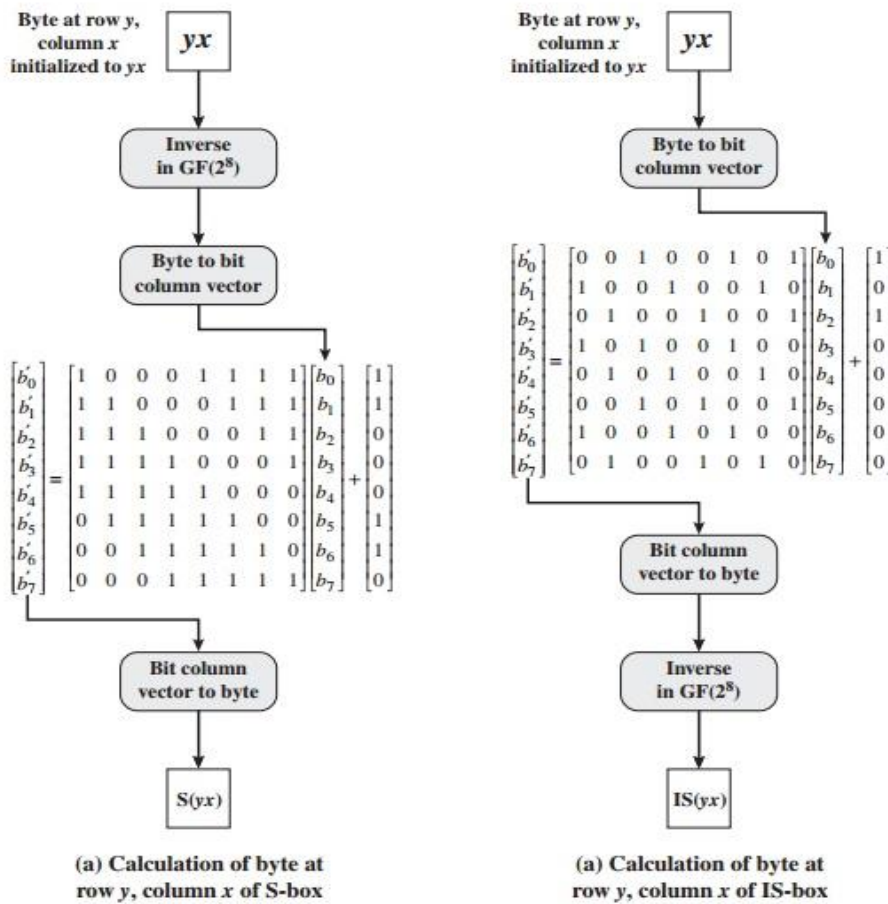 Byte at row y,
column x
initialized to yx
yx
Inverse
in GF(2⁸)
Byte to bit
column vector
b′0 1 0 0 0 1 1 1 1 b0 1
b′1 1 1 0 0 0 1 1 1 b1 1
b′2 1 1 1 0 0 0 1 1 b2 0
b′3 1 1 1 1 0 0 0 1 b3 0
b′4 = 1 1 1 1 1 0 0 0 b4 + 0
b′5 0 1 1 1 1 1 0 0 b5 1
b′6 0 0 1 1 1 1 1 0 b6 1
b′7 0 0 0 1 1 1 1 1 b7 0
Bit column
vector to byte
S(yx)
(a) Calculation of byte at
row y, column x of S-box
Byte at row y,
column x
initialized to yx
yx
Byte to bit
column vector
b′0 0 0 1 0 0 1 0 1 b0 1
b′1 1 0 0 1 0 0 1 0 b1 0
b′2 0 1 0 0 1 0 0 1 b2 1
b′3 = 1 0 1 0 0 1 0 0 b3 + 0
b′4 0 1 0 1 0 0 1 0 b4 0
b′5 0 0 1 0 1 0 0 1 b5 0
b′6 1 0 0 1 0 1 0 0 b6 0
b′7 0 1 0 0 1 0 1 0 b7 0
Bit column
vector to byte
Inverse
in GF(2⁸)
IS(yx)
(a) Calculation of byte at
row y, column x of IS-box